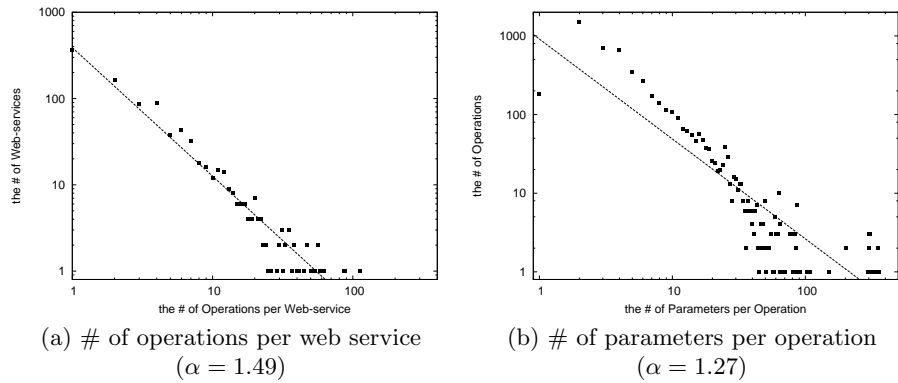 1000
100
10
1
1
10
100
the # of Web-services
the # of Operations per Web-service
1000
100
10
1
1
10
100
the # of Operations
the # of Parameters per Operation
(a) # of operations per web service
(α = 1.49)
(b) # of parameters per operation
(α = 1.27)